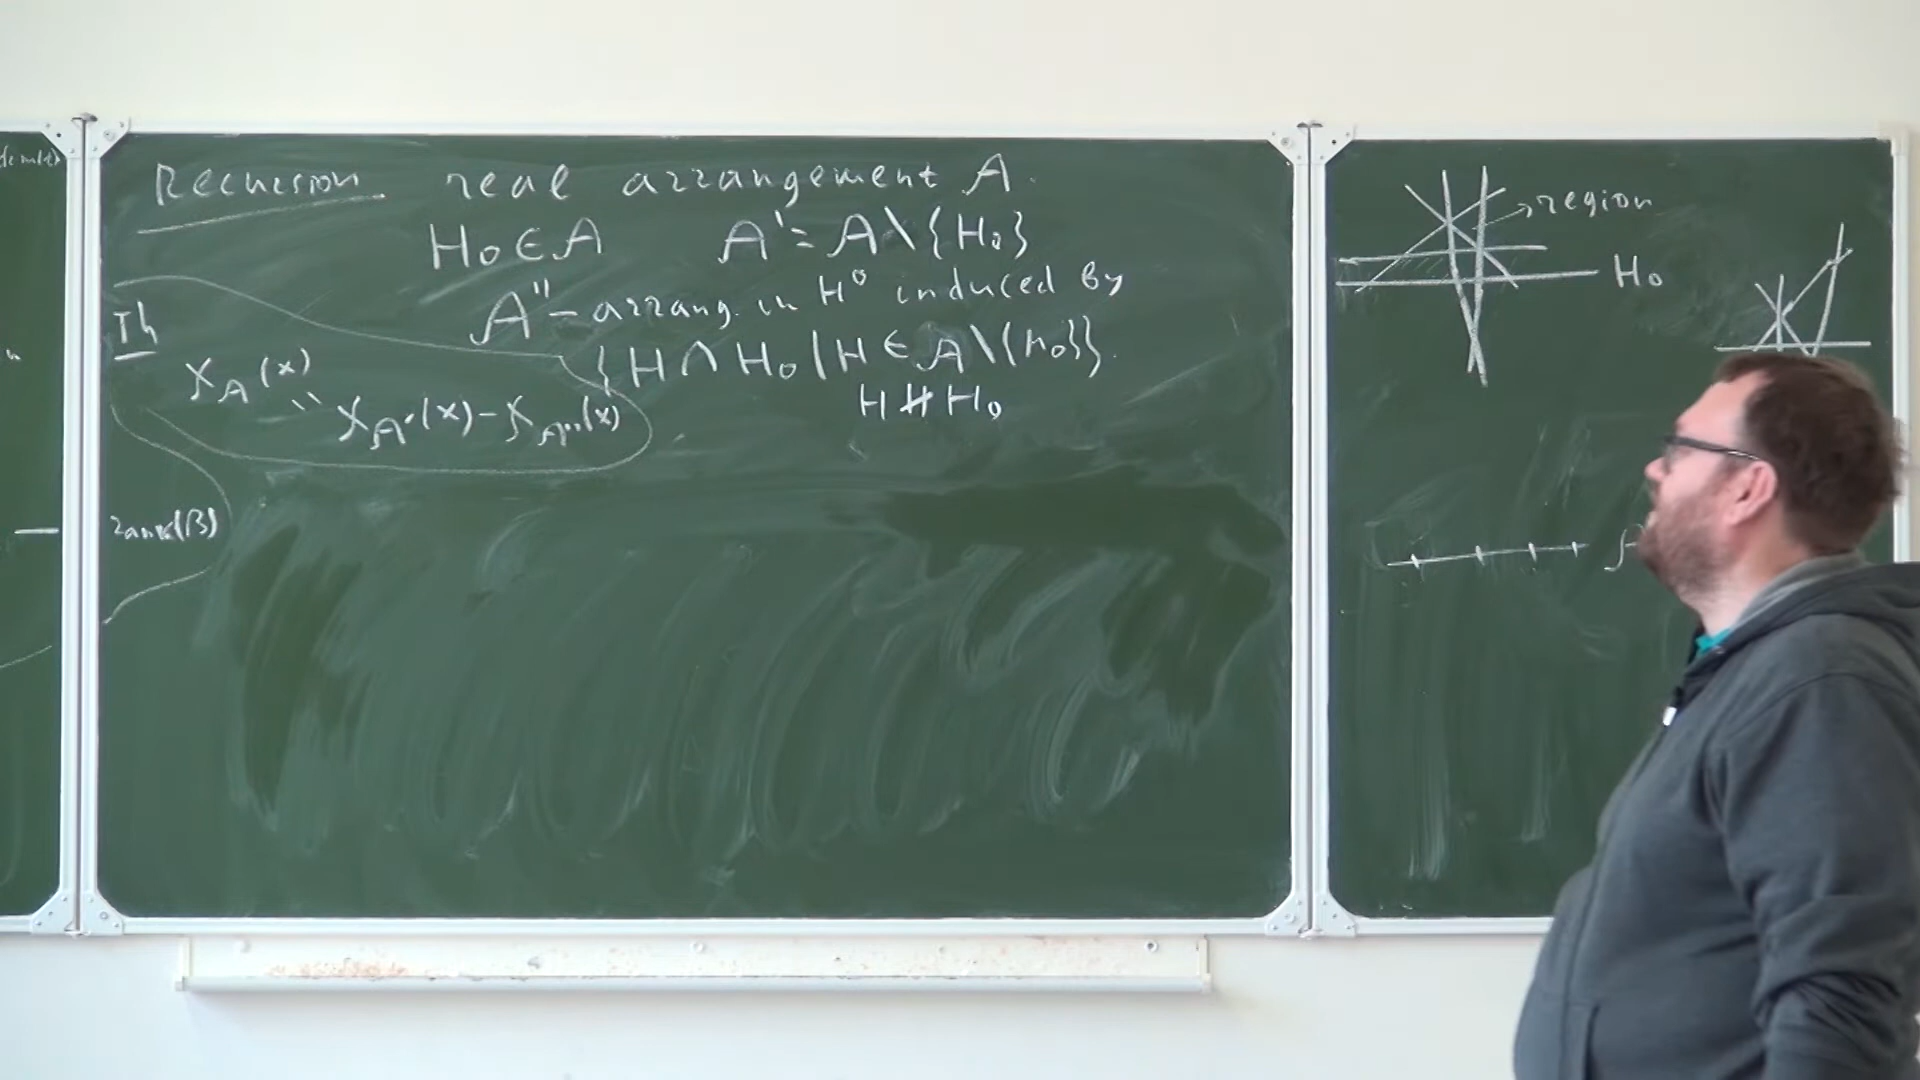 Recursion real arrangement A.
H₀ ∈ A A' = A \ {H₀}
A'' – arrang. in H⁰ induced by
{H ∩ H₀ | H ∈ A \ {H₀}}.
H ∦ H₀
Th
χ_A(x)
= χ_A'(x) – χ_A''(x)
rank(B)
region
H₀